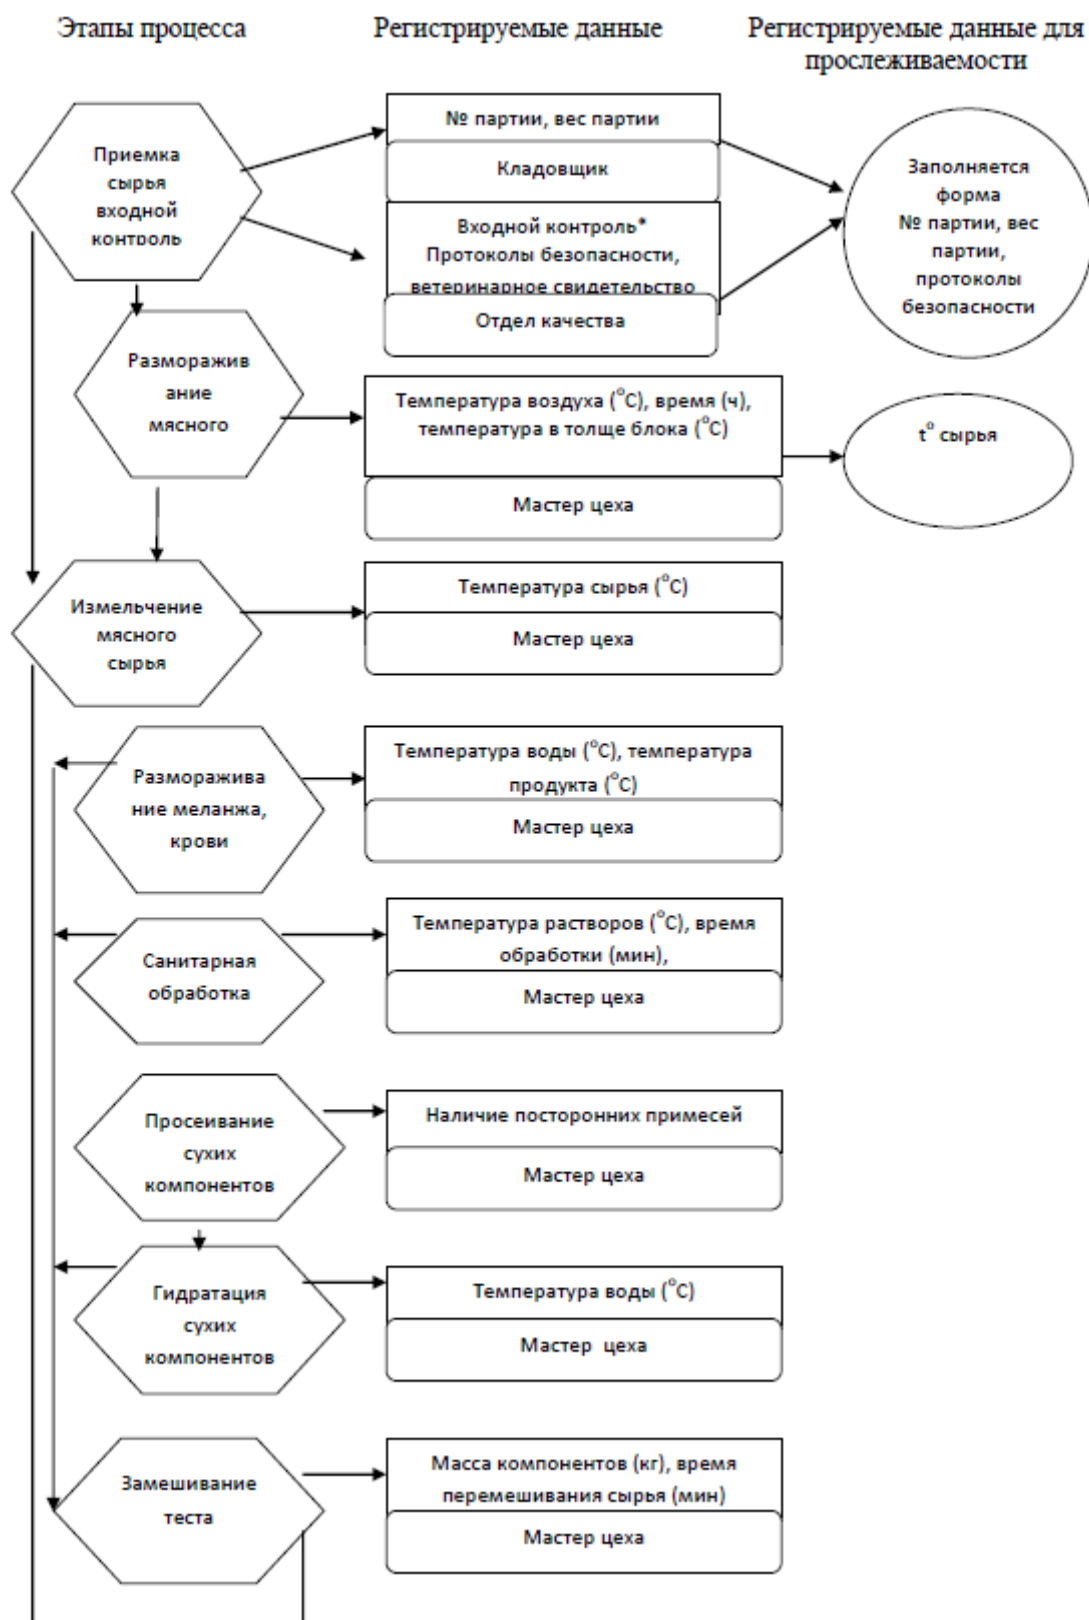 Этапы процесса
Регистрируемые данные
Регистрируемые данные для
прослеживаемости
Приемка
сырья
входной
контроль
№ партии, вес партии
Кладовщик
Входной контроль*
Протоколы безопасности,
ветеринарное свидетельство
Отдел качества
Заполняется
форма
№ партии, вес
партии,
протоколы
безопасности
Разморажив
ание
мясного
Температура воздуха (°С), время (ч),
температура в толще блока (°С)
Мастер цеха
t° сырья
Измельчение
мясного
сырья
Температура сырья (°С)
Мастер цеха
Разморажива
ние меланжа,
крови
Температура воды (°С), температура
продукта (°С)
Мастер цеха
Санитарная
обработка
Температура растворов (°С), время
обработки (мин),
Мастер цеха
Просеивание
сухих
компонентов
Наличие посторонних примесей
Мастер цеха
Гидратация
сухих
компонентов
Температура воды (°С)
Мастер цеха
Замешивание
теста
Масса компонентов (кг), время
перемешивания сырья (мин)
Мастер цеха